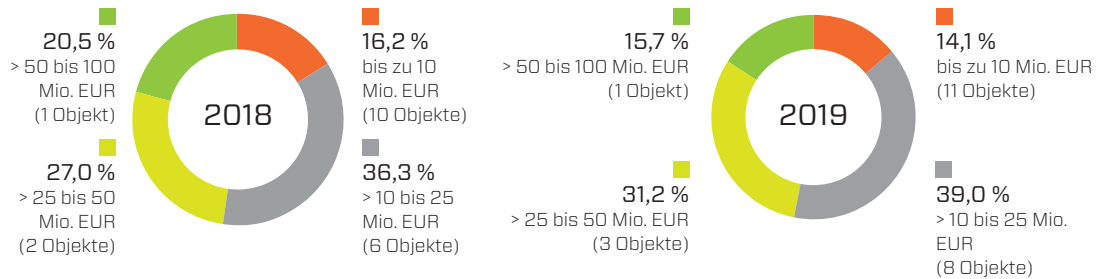 20,5 %
> 50 bis 100
Mio. EUR
(1 Objekt)
27,0 %
> 25 bis 50
Mio. EUR
(2 Objekte)
2018
16,2 %
bis zu 10
Mio. EUR
(10 Objekte)
36,3 %
> 10 bis 25
Mio. EUR
(6 Objekte)
15,7 %
> 50 bis 100 Mio. EUR
(1 Objekt)
31,2 %
> 25 bis 50 Mio. EUR
(3 Objekte)
2019
14,1 %
bis zu 10 Mio. EUR
(11 Objekte)
39,0 %
> 10 bis 25 Mio.
EUR
(8 Objekte)